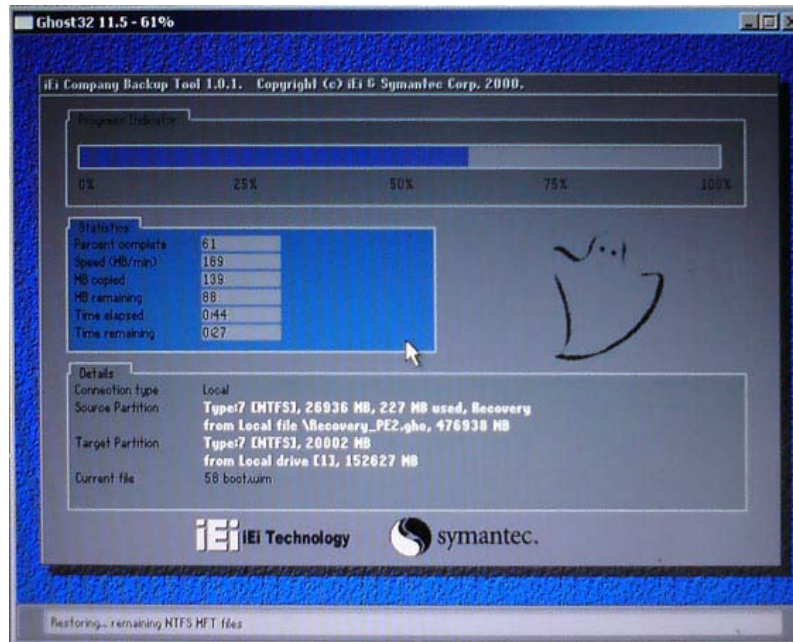 Ghost32 11.5 - 61%
iEi Company Backup Tool 1.0.1.   Copyright (c) iEi & Symantec Corp. 2000.
Progress Indicator
0% 25% 50% 75% 100%
Statistics
Percent complete 61
Speed (MB/min) 189
MB copied 139
MB remaining 88
Time elapsed 0:44
Time remaining 0:27
Details
Connection type Local
Source Partition Type:7 [NTFS], 26936 MB, 227 MB used, Recovery
from Local file \Recovery_PE2.gho, 476938 MB
Target Partition Type:7 [NTFS], 20002 MB
from Local drive [1], 152627 MB
Current file 58 boot.wim
iEi iEi Technology symantec.
Restoring... remaining NTFS MFT files